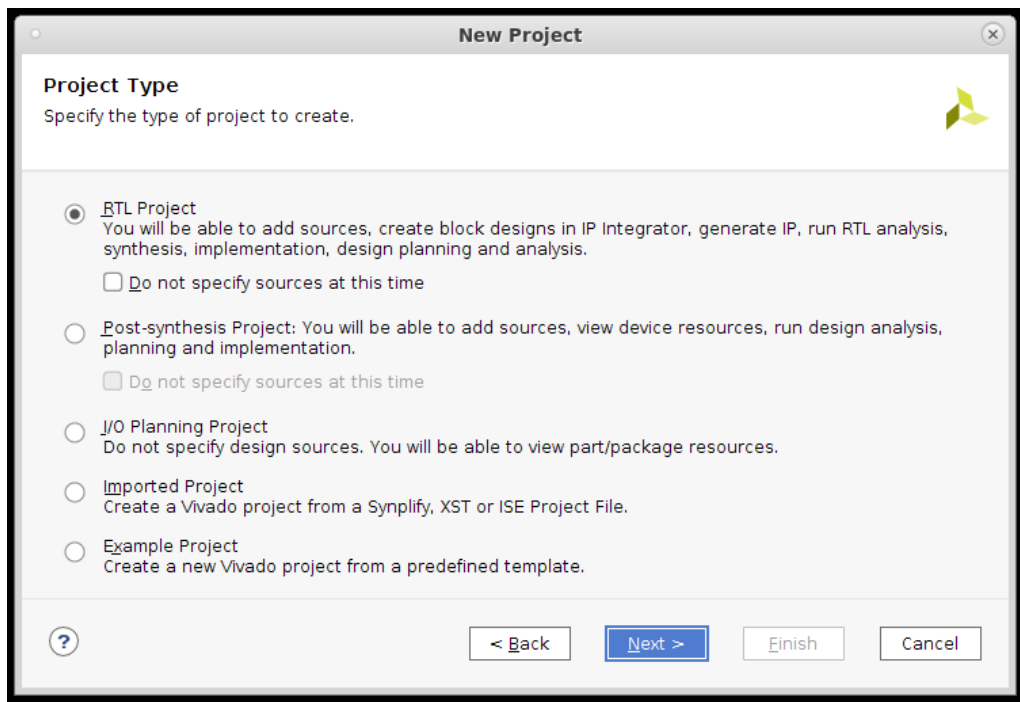 New Project
Project Type
Specify the type of project to create.
RTL Project
You will be able to add sources, create block designs in IP Integrator, generate IP, run RTL analysis,
synthesis, implementation, design planning and analysis.
Do not specify sources at this time
Post-synthesis Project: You will be able to add sources, view device resources, run design analysis,
planning and implementation.
Do not specify sources at this time
I/O Planning Project
Do not specify design sources. You will be able to view part/package resources.
Imported Project
Create a Vivado project from a Synplify, XST or ISE Project File.
Example Project
Create a new Vivado project from a predefined template.
? < Back Next > Finish Cancel